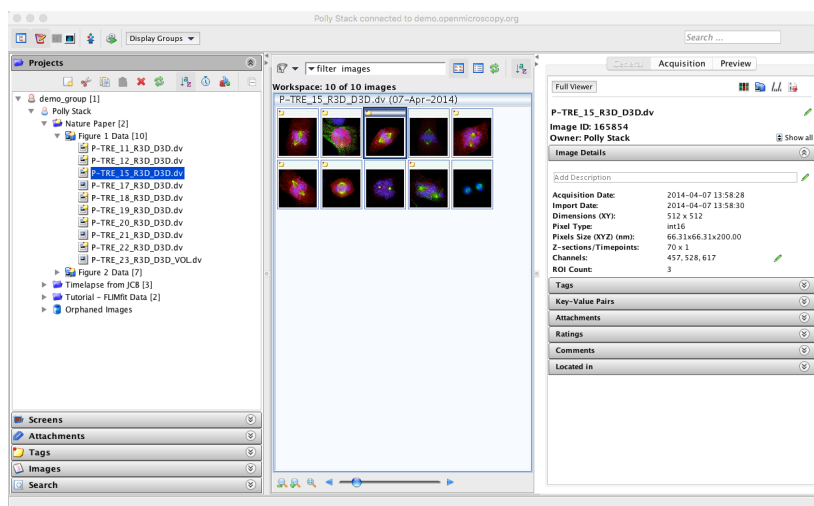 Polly Stack connected to demo.openmicroscopy.org
Display Groups
Search ...
Projects
demo_group [1]
Polly Stack
Nature Paper [2]
Figure 1 Data [10]
P-TRE_11_R3D_D3D.dv
P-TRE_12_R3D_D3D.dv
P-TRE_15_R3D_D3D.dv
P-TRE_17_R3D_D3D.dv
P-TRE_18_R3D_D3D.dv
P-TRE_19_R3D_D3D.dv
P-TRE_20_R3D_D3D.dv
P-TRE_21_R3D_D3D.dv
P-TRE_22_R3D_D3D.dv
P-TRE_23_R3D_D3D_VOL.dv
Figure 2 Data [7]
Timelapse from JCB [3]
Tutorial - FLIMfit Data [2]
Orphaned Images
Screens
Attachments
Tags
Images
Search
filter images
Workspace: 10 of 10 images
P-TRE_15_R3D_D3D.dv (07-Apr-2014)
General Acquisition Preview
Full Viewer
P-TRE_15_R3D_D3D.dv
Image ID: 165854
Owner: Polly Stack Show all
Image Details
Add Description
Acquisition Date: 2014-04-07 13:58:28
Import Date: 2014-04-07 13:58:30
Dimensions (XY): 512 x 512
Pixel Type: int16
Pixels Size (XYZ) (nm): 66.31x66.31x200.00
Z-sections/Timepoints: 70 x 1
Channels: 457, 528, 617
ROI Count: 3
Tags
Key-Value Pairs
Attachments
Ratings
Comments
Located in